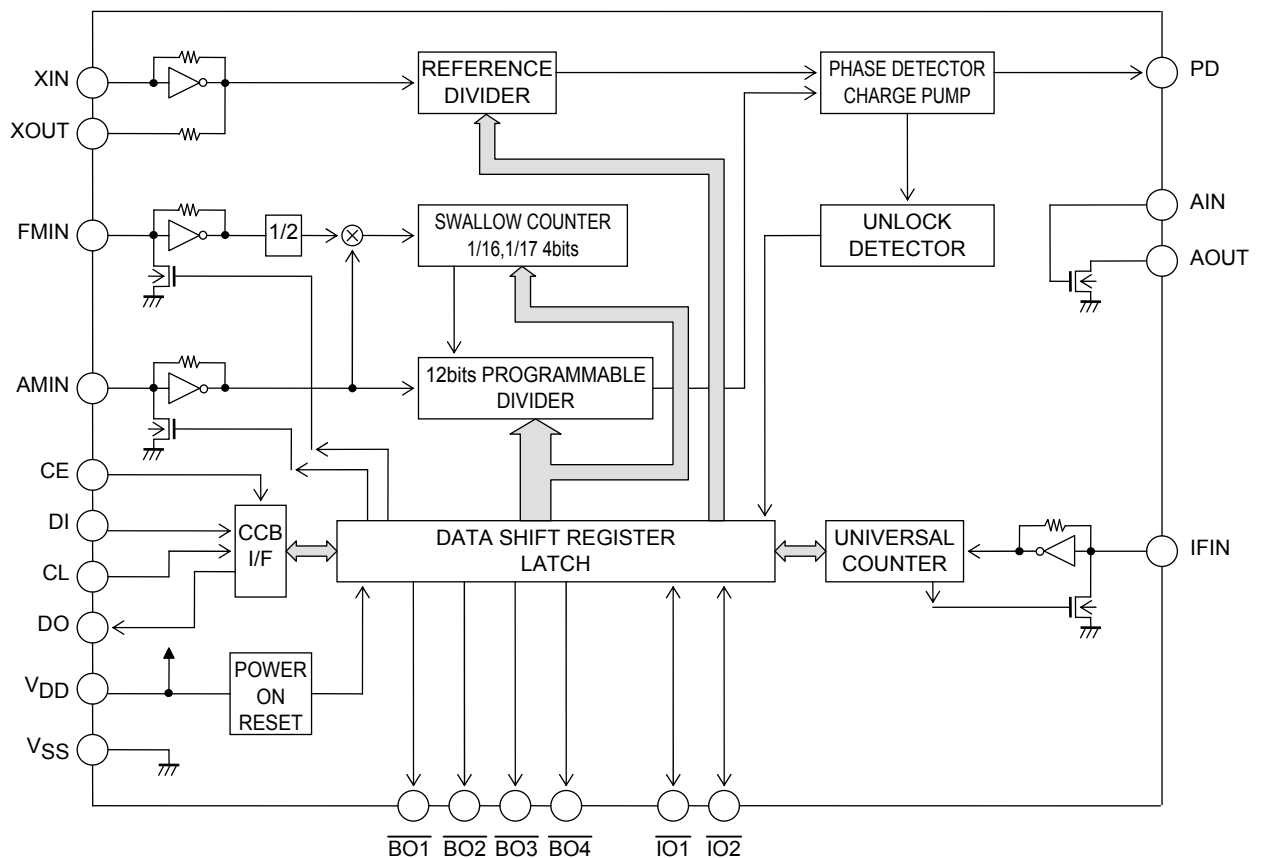 XIN
XOUT
REFERENCE
DIVIDER
PHASE DETECTOR
CHARGE PUMP
PD
FMIN
1/2
SWALLOW COUNTER
1/16,1/17 4bits
UNLOCK
DETECTOR
AIN
AOUT
AMIN
12bits PROGRAMMABLE
DIVIDER
CE
DI
CL
DO
CCB
I/F
DATA SHIFT REGISTER
LATCH
UNIVERSAL
COUNTER
IFIN
VDD
POWER
ON
RESET
VSS
BO1 BO2 BO3 BO4 IO1 IO2